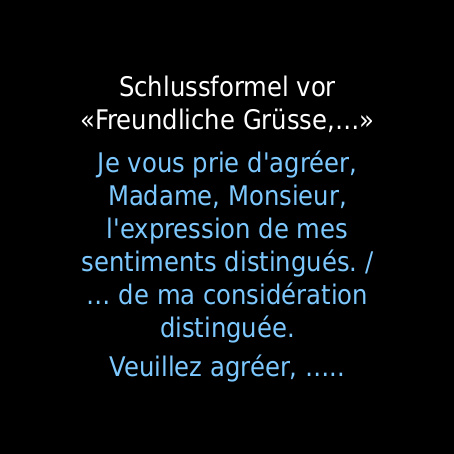 Schlussformel vor
«Freundliche Grüsse,...»
Je vous prie d'agréer,
Madame, Monsieur,
l'expression de mes
sentiments distingués. /
... de ma considération
distinguée.
Veuillez agréer, .....